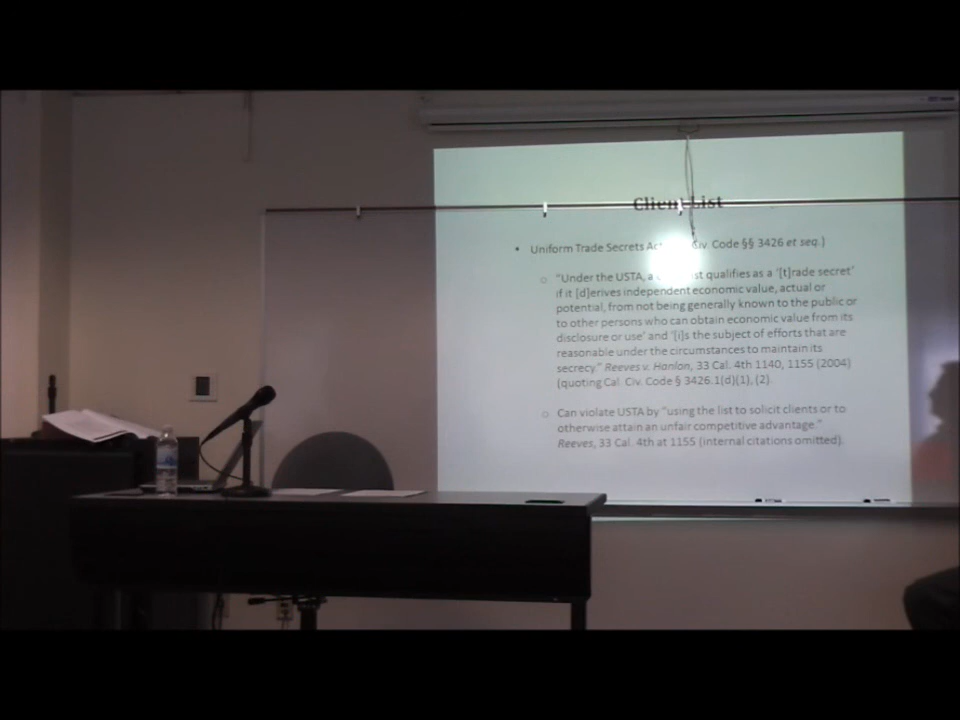 Client List
• Uniform Trade Secrets Act Civ. Code §§ 3426 et seq.)
o "Under the USTA, a st qualifies as a '[t]rade secret'
if it [d]erives independent economic value, actual or
potential, from not being generally known to the public or
to other persons who can obtain economic value from its
disclosure or use' and '[i]s the subject of efforts that are
reasonable under the circumstances to maintain its
secrecy." Reeves v. Hanlon, 33 Cal. 4th 1140, 1155 (2004)
(quoting Cal. Civ. Code § 3426.1(d)(1), (2).
o Can violate USTA by "using the list to solicit clients or to
otherwise attain an unfair competitive advantage."
Reeves, 33 Cal. 4th at 1155 (internal citations omitted).